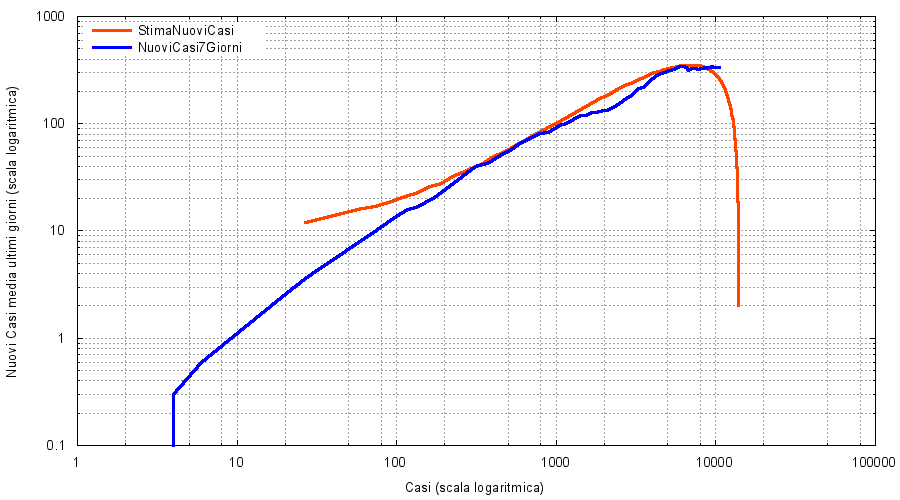 1000
StimaNuoviCasi
NuoviCasi7Giorni
100
10
1
0.1
Nuovi Casi media ultimi giorni (scala logaritmica)
1 10 100 1000 10000 100000
Casi (scala logaritmica)